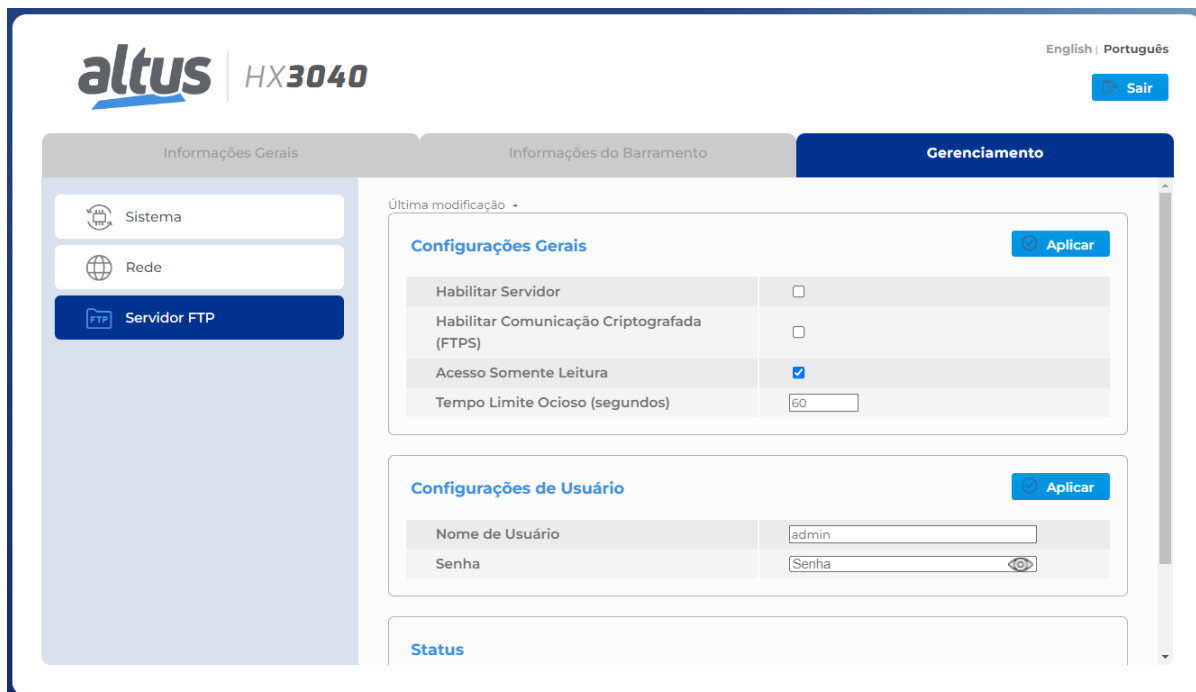 English | Português
altus | HX3040
Sair
Informações Gerais
Informações do Barramento
Gerenciamento
Sistema
Rede
FTP Servidor FTP
Última modificação -
Configurações Gerais
Aplicar
Habilitar Servidor
Habilitar Comunicação Criptografada
(FTPS)
Acesso Somente Leitura
Tempo Limite Ocioso (segundos)
60
Configurações de Usuário
Aplicar
Nome de Usuário
admin
Senha
Senha
Status